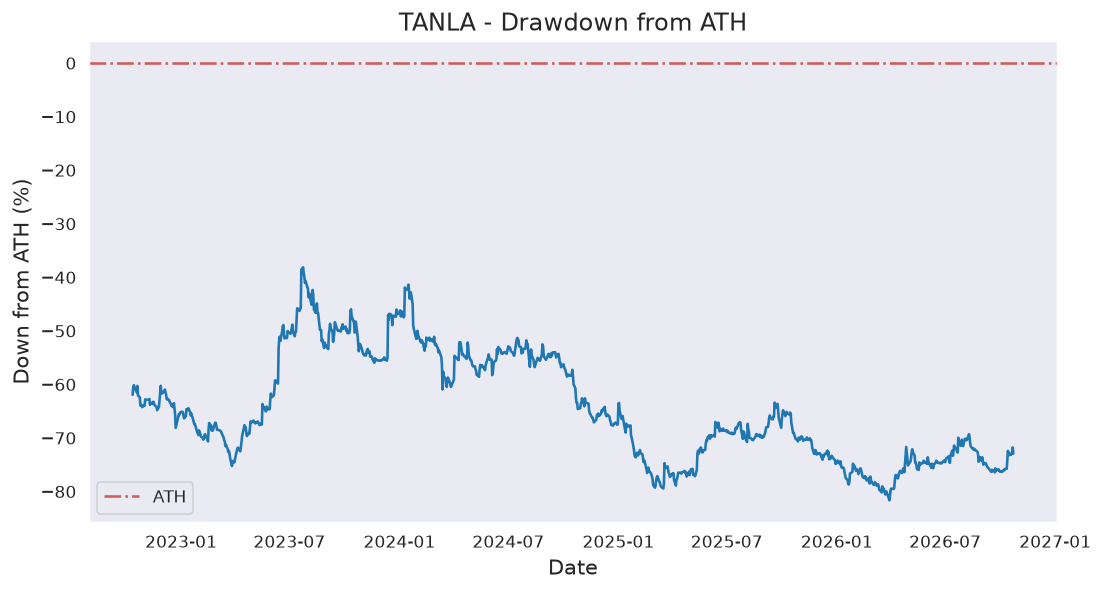 TANLA - Drawdown from ATH
Down from ATH (%)
0
−10
−20
−30
−40
−50
−60
−70
−80
ATH
2023-01 2023-07 2024-01 2024-07 2025-01 2025-07 2026-01 2026-07 2027-01
Date